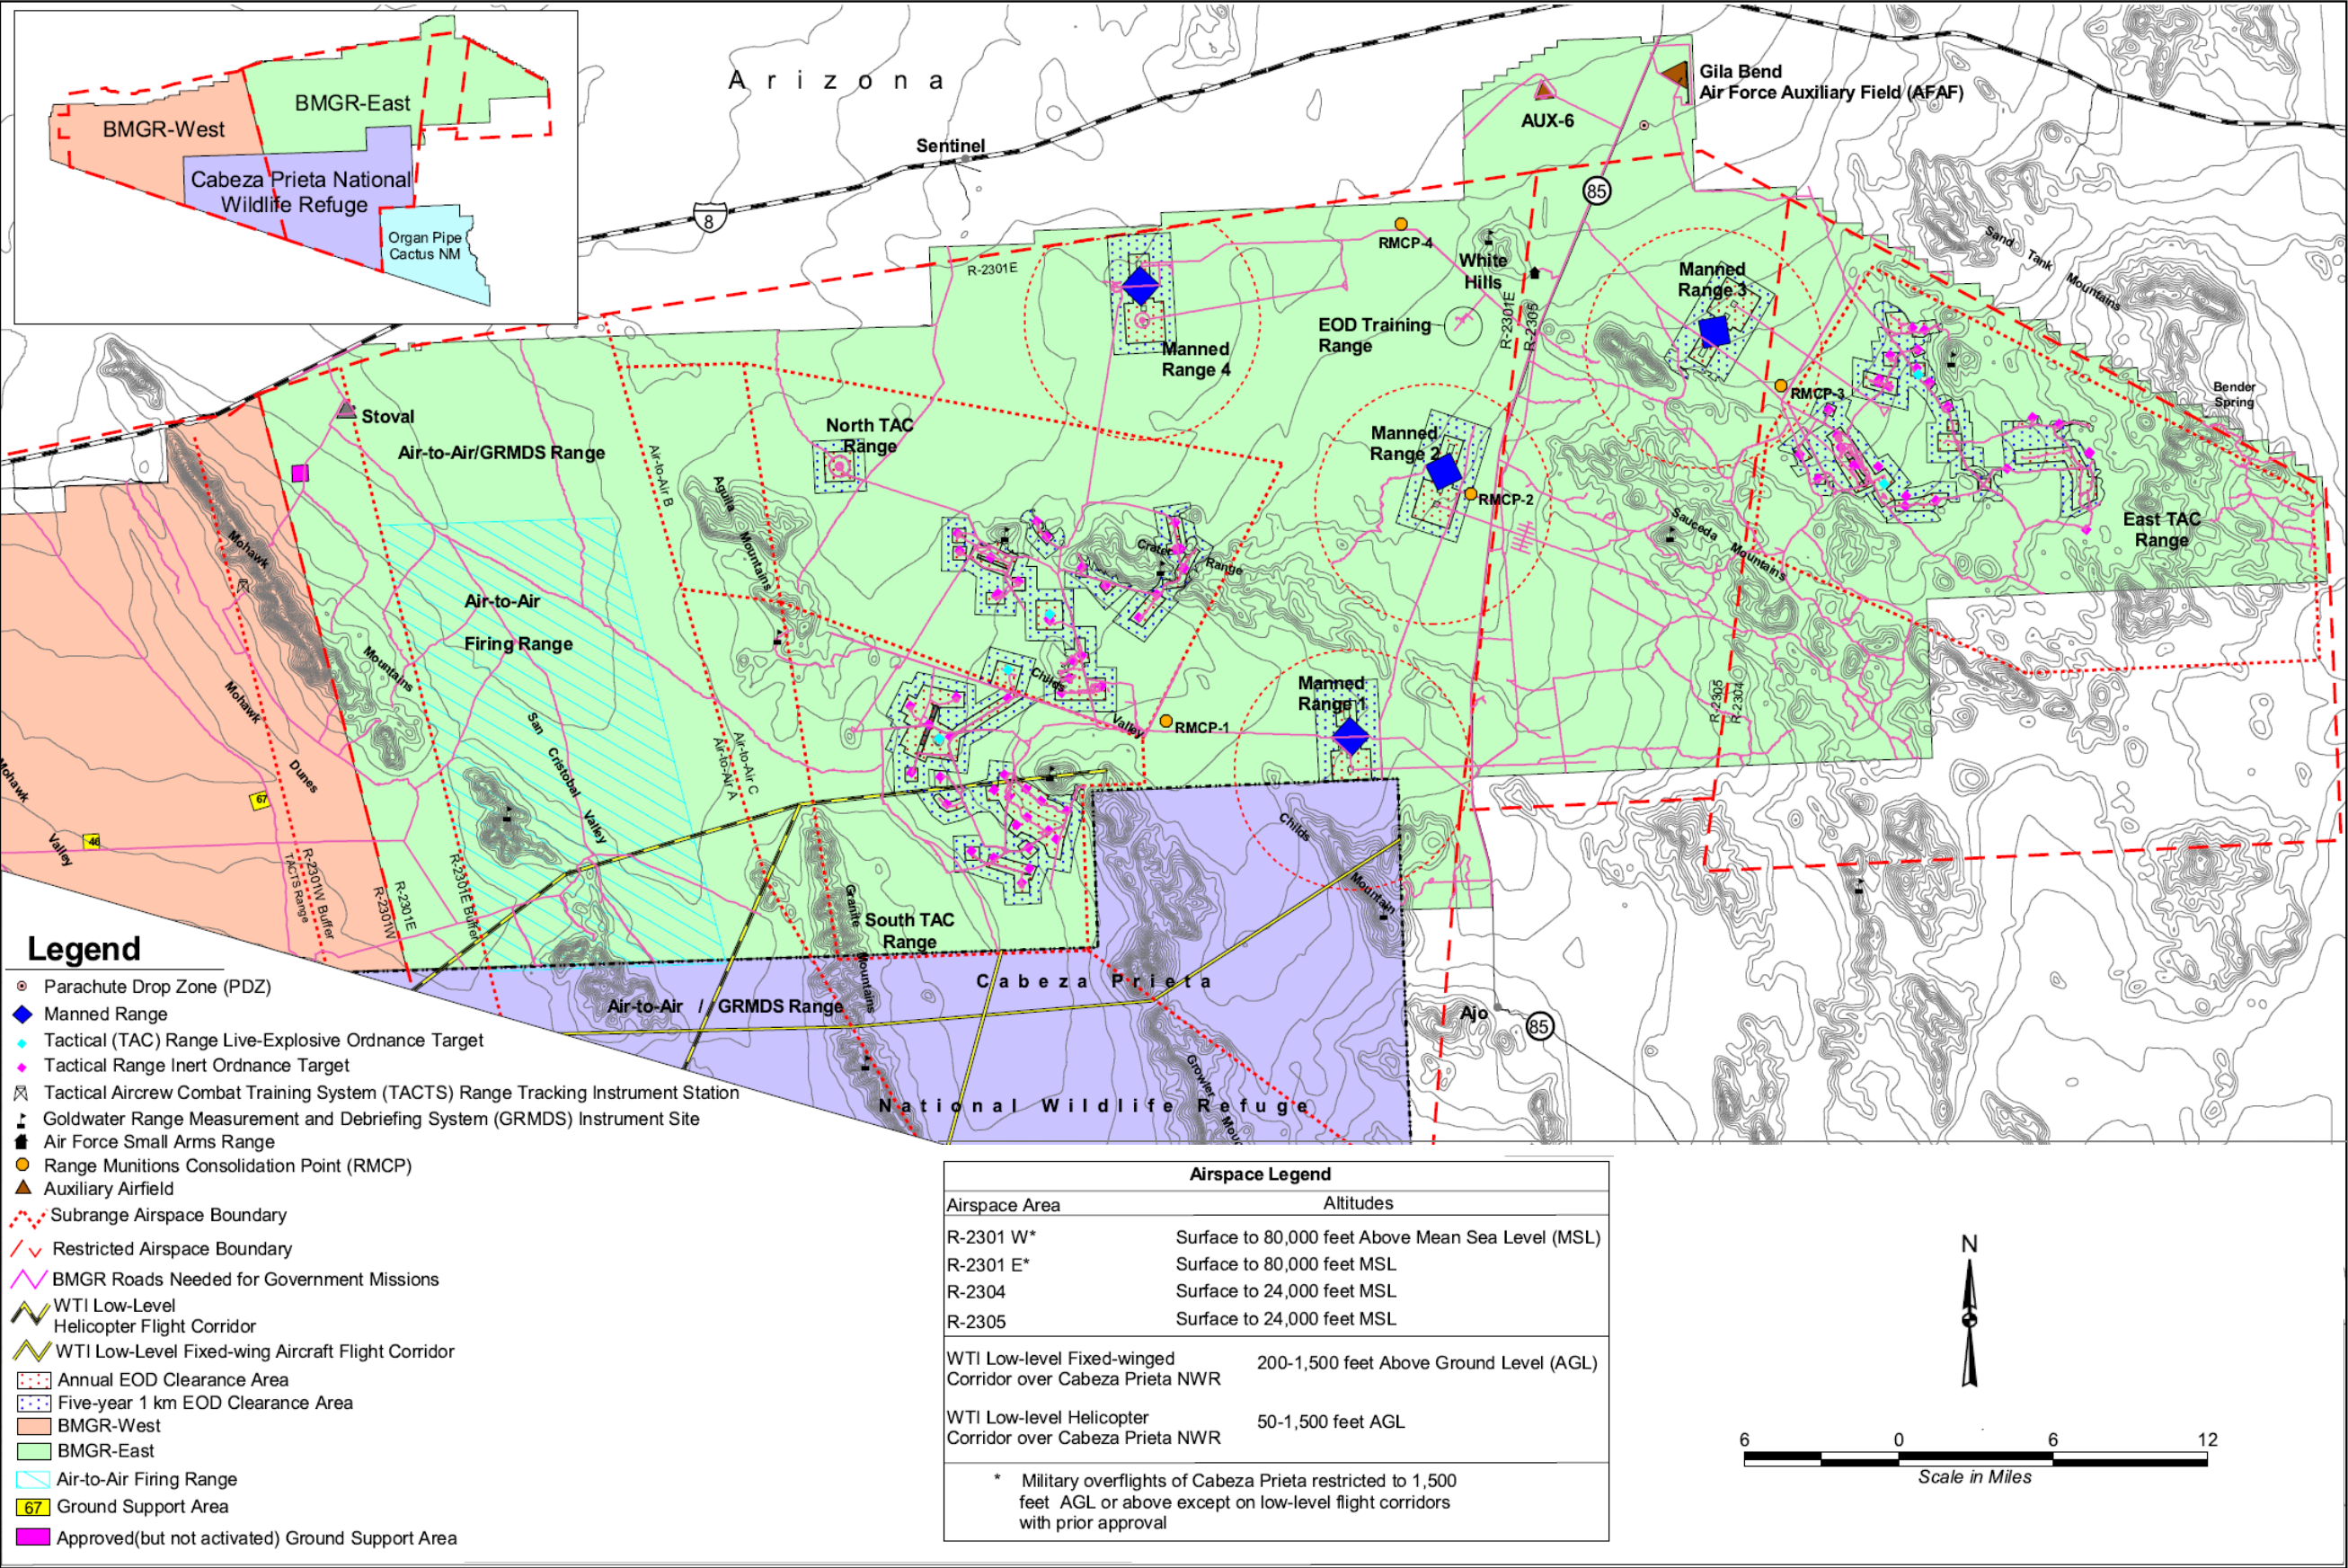 BMGR-West
BMGR-East
Cabeza Prieta National
Wildlife Refuge
Organ Pipe
Cactus NM
A r i z o n a
Sentinel
8
Gila Bend
Air Force Auxiliary Field (AFAF)
AUX-6
85
R-2301E
RMCP-4
White
Hills
Manned
Range 3
Sand Tank Mountains
Manned
Range 4
EOD Training
Range
R-2301E
R-2305
RMCP-3
Bender
Spring
Stoval
Air-to-Air/GRMDS Range
North TAC
Range
Air-to-Air B
Manned
Range 2
RMCP-2
Aguila
Mountains
Crater Range
Sauceda Mountains
East TAC
Range
Mohawk
Mountains
Air-to-Air
Firing Range
Mohawk
Dunes
Mohawk
Valley
San Cristobal Valley
Childs
Valley
Manned
Range 1
RMCP-1
R-2305
R-2304
Air-to-Air A
Air-to-Air C
67
46
TACTS Range
R-2301W Buffer
R-2301W
R-2301E
R-2301E Buffer
Granite
Mountains
South TAC
Range
Childs
Mountain
Air-to-Air / GRMDS Range
C a b e z a P r i e t a
N a t i o n a l W i l d l i f e R e f u g e
Growler
Ajo
85
Legend
Parachute Drop Zone (PDZ)
Manned Range
Tactical (TAC) Range Live-Explosive Ordnance Target
Tactical Range Inert Ordnance Target
Tactical Aircrew Combat Training System (TACTS) Range Tracking Instrument Station
Goldwater Range Measurement and Debriefing System (GRMDS) Instrument Site
Air Force Small Arms Range
Range Munitions Consolidation Point (RMCP)
Auxiliary Airfield
Subrange Airspace Boundary
Restricted Airspace Boundary
BMGR Roads Needed for Government Missions
WTI Low-Level
Helicopter Flight Corridor
WTI Low-Level Fixed-wing Aircraft Flight Corridor
Annual EOD Clearance Area
Five-year 1 km EOD Clearance Area
BMGR-West
BMGR-East
Air-to-Air Firing Range
67 Ground Support Area
Approved(but not activated) Ground Support Area
Airspace Legend
Airspace Area Altitudes
R-2301 W* Surface to 80,000 feet Above Mean Sea Level (MSL)
R-2301 E* Surface to 80,000 feet MSL
R-2304 Surface to 24,000 feet MSL
R-2305 Surface to 24,000 feet MSL
WTI Low-level Fixed-winged
Corridor over Cabeza Prieta NWR 200-1,500 feet Above Ground Level (AGL)
WTI Low-level Helicopter
Corridor over Cabeza Prieta NWR 50-1,500 feet AGL
* Military overflights of Cabeza Prieta restricted to 1,500
feet AGL or above except on low-level flight corridors
with prior approval
N
6 0 6 12
Scale in Miles